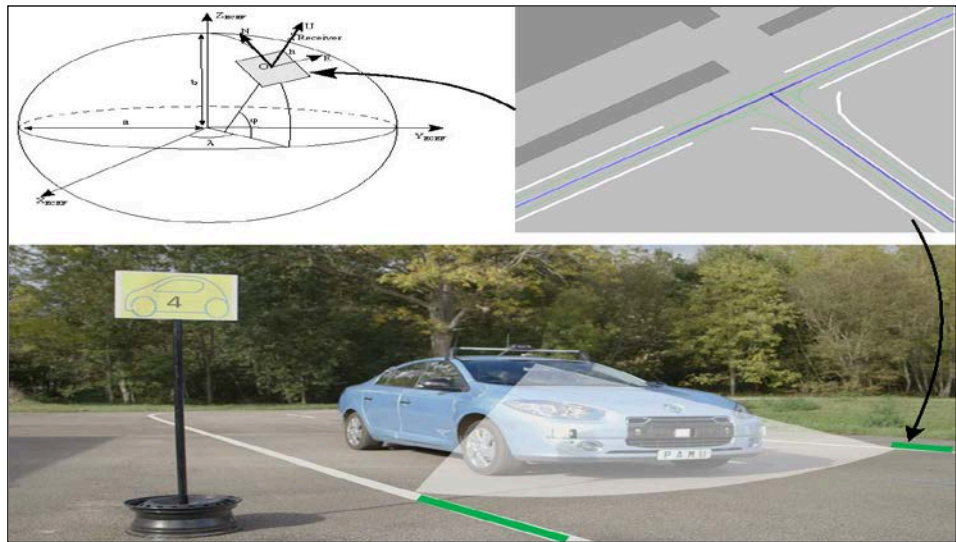 Z_ECEF
U
N
Receiver
h
E
O
b
a
φ
λ
Y_ECEF
X_ECEF
4
PAMU